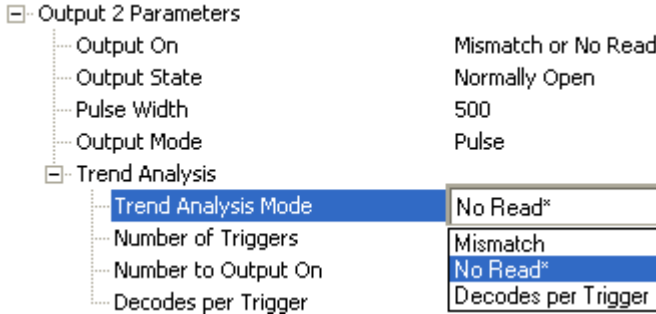 Output 2 Parameters
Output On Mismatch or No Read
Output State Normally Open
Pulse Width 500
Output Mode Pulse
Trend Analysis
Trend Analysis Mode No Read*
Number of Triggers Mismatch
Number to Output On No Read*
Decodes per Trigger Decodes per Trigger